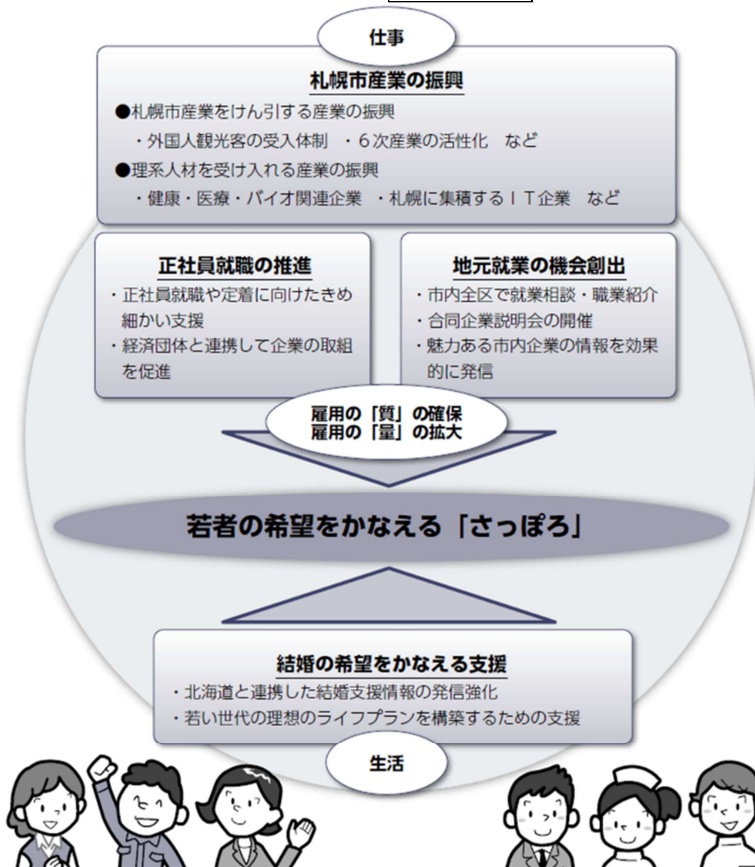 仕事
札幌市産業の振興
●札幌市産業をけん引する産業の振興
・外国人観光客の受入体制 ・6次産業の活性化 など
●理系人材を受け入れる産業の振興
・健康・医療・バイオ関連企業 ・札幌に集積するIT企業 など
正社員就職の推進
・正社員就職や定着に向けたきめ
細かい支援
・経済団体と連携して企業の取組
を促進
地元就業の機会創出
・市内全区で就業相談・職業紹介
・合同企業説明会の開催
・魅力ある市内企業の情報を効果
的に発信
雇用の「質」の確保
雇用の「量」の拡大
若者の希望をかなえる「さっぽろ」
結婚の希望をかなえる支援
・北海道と連携した結婚支援情報の発信強化
・若い世代の理想のライフプランを構築するための支援
生活